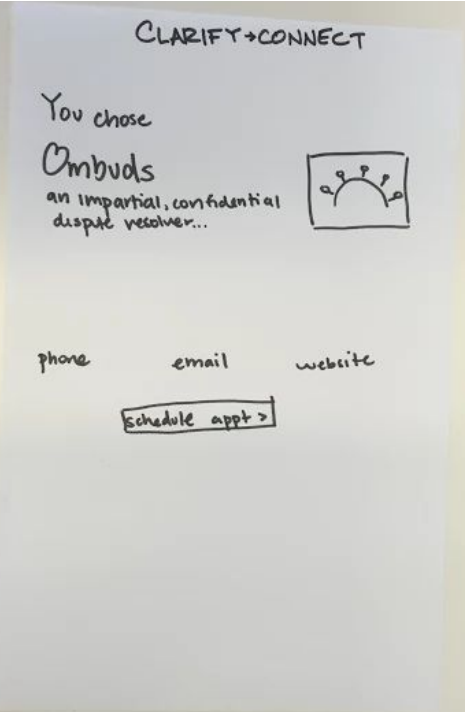 CLARIFY→CONNECT
You chose
Ombuds
an impartial, confidential
dispute resolver...
phone email website
schedule appt >